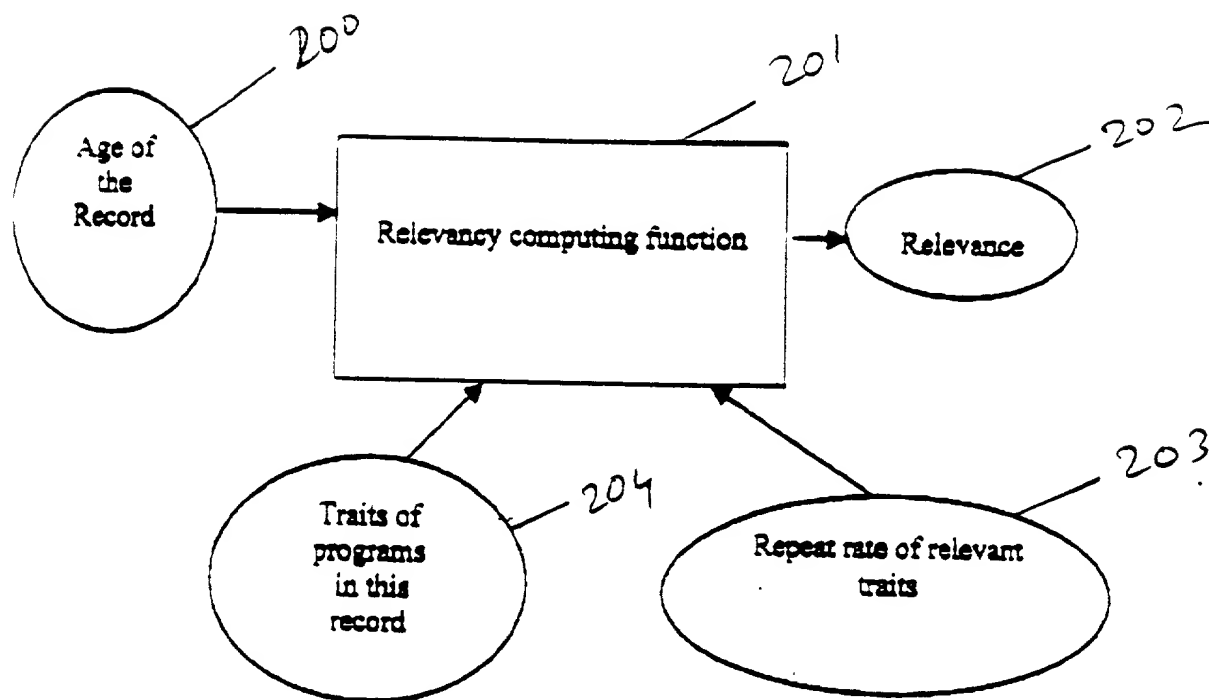 200
201
202
Age of
the
Record
Relevancy computing function
Relevance
204
203
Traits of
programs
in this
record
Repeat rate of relevant
traits